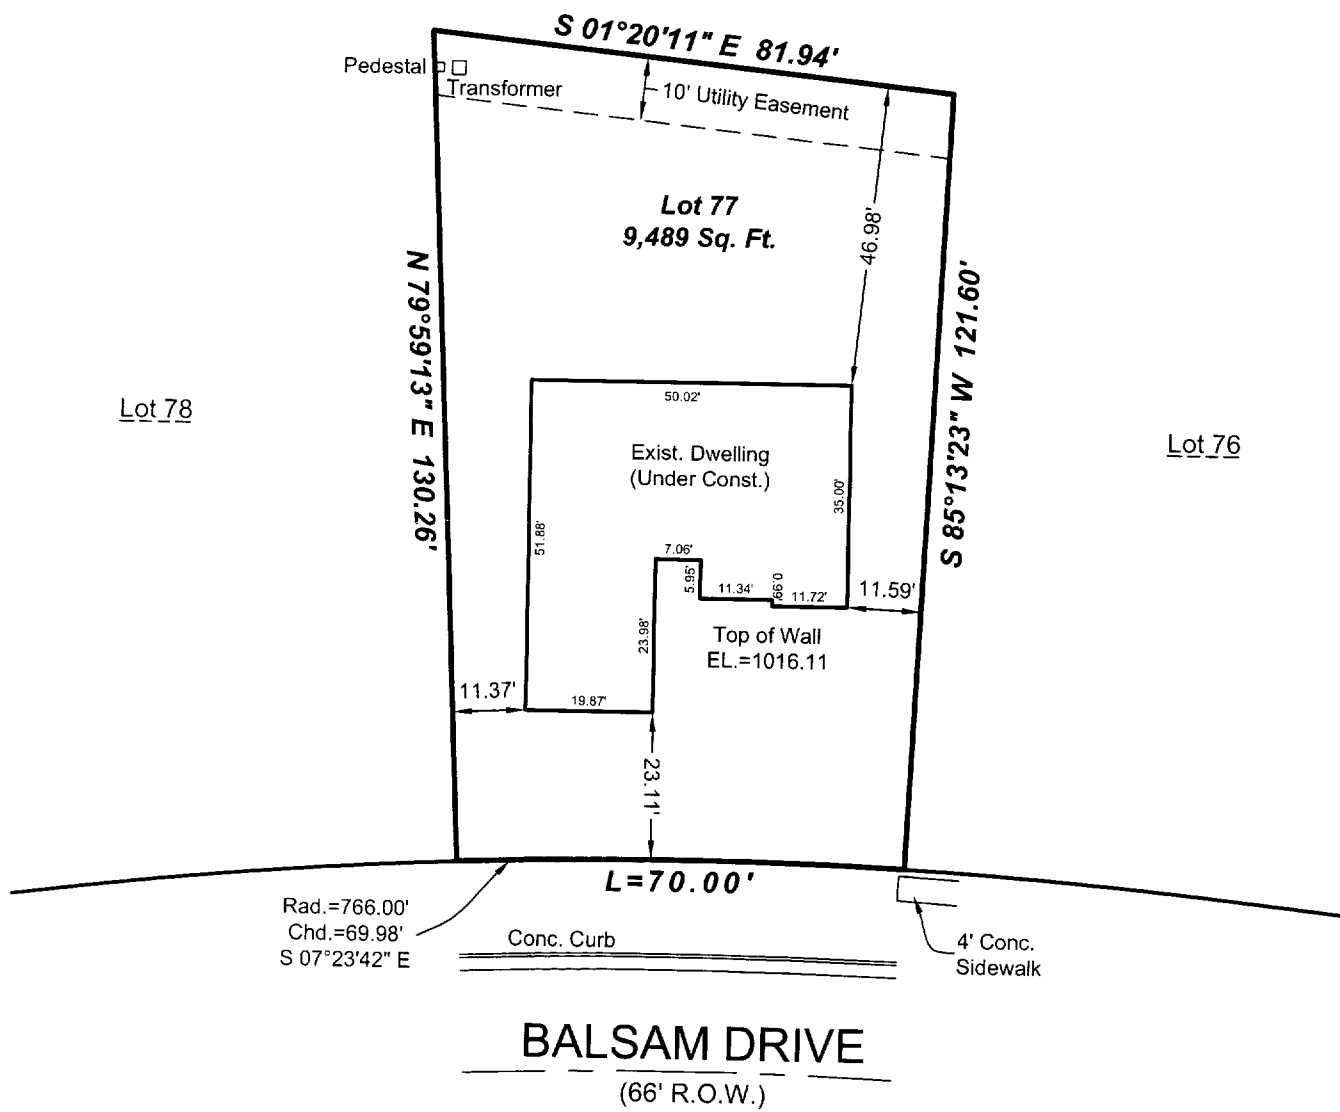 S 01°20'11" E 81.94'
Pedestal
Transformer
10' Utility Easement
Lot 77
9,489 Sq. Ft.
46.98'
N 79°59'13" E 130.26'
S 85°13'23" W 121.60'
Lot 78
Lot 76
50.02'
Exist. Dwelling
(Under Const.)
51.88'
35.00'
7.06'
5.95'
11.34'
0.99'
11.72'
11.59'
23.98'
Top of Wall
EL.=1016.11
11.37'
19.87'
23.11'
L=70.00'
Rad.=766.00'
Chd.=69.98'
S 07°23'42" E
Conc. Curb
4' Conc.
Sidewalk
BALSAM DRIVE
(66' R.O.W.)